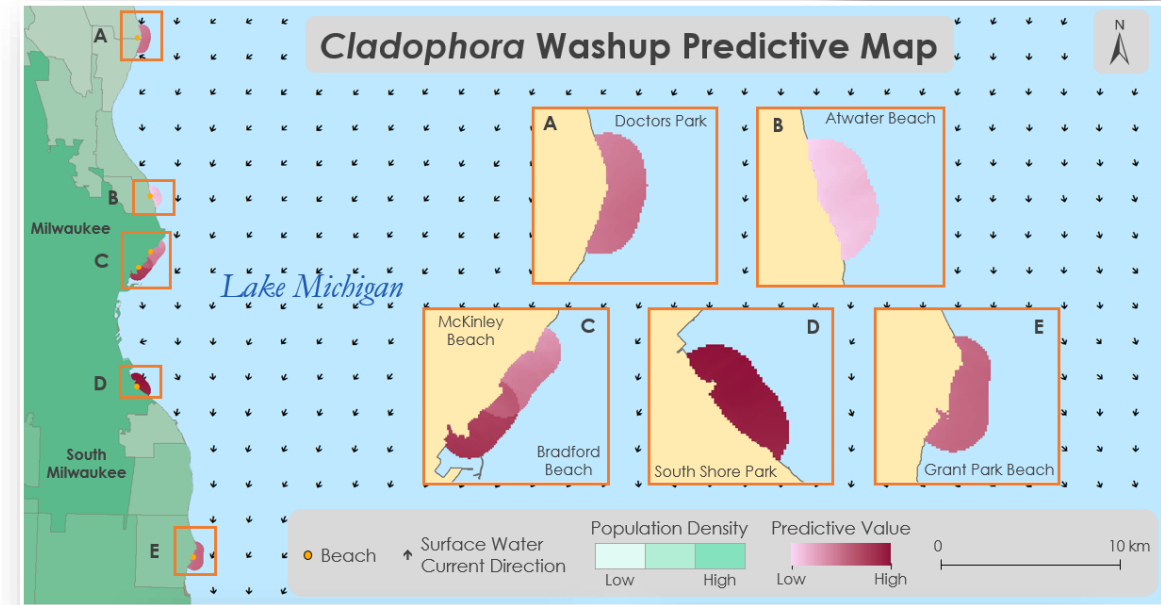 Cladophora Washup Predictive Map
N
A
B
C
D
E
Milwaukee
South
Milwaukee
Lake Michigan
A
Doctors Park
B
Atwater Beach
McKinley
Beach
C
Bradford
Beach
D
South Shore Park
E
Grant Park Beach
Beach
Surface Water
Current Direction
Population Density
Low
High
Predictive Value
Low
High
0
10 km